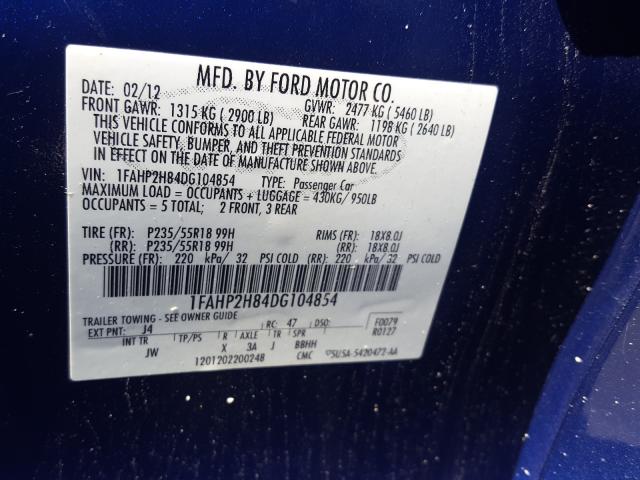 MFD. BY FORD MOTOR CO.
DATE: 02/12 GVWR: 2477 KG ( 5460 LB)
FRONT GAWR: 1315 KG ( 2900 LB) REAR GAWR: 1198 KG ( 2640 LB)
THIS VEHICLE CONFORMS TO ALL APPLICABLE FEDERAL MOTOR
VEHICLE SAFETY, BUMPER, AND THEFT PREVENTION STANDARDS
IN EFFECT ON THE DATE OF MANUFACTURE SHOWN ABOVE.
VIN: 1FAHP2H84DG104854 TYPE: Passenger Car
MAXIMUM LOAD = OCCUPANTS + LUGGAGE = 430KG/ 950LB
OCCUPANTS = 5 TOTAL; 2 FRONT, 3 REAR
TIRE (FR): P235/55R18 99H RIMS (FR): 18X8.0J
(RR): P235/55R18 99H (RR): 18X8.0J
PRESSURE (FR): 220 kPa/ 32 PSI COLD (RR): 220 kPa/ 32 PSI COLD
1FAHP2H84DG104854
TRAILER TOWING - SEE OWNER GUIDE
EXT PNT: J4 RC: 47 DSO: F0079
R0127
INT TR TP/PS R AXLE TR SPR
JW X 3A J BBHH
1201202200248 CMC 5U5A-5420472-AA